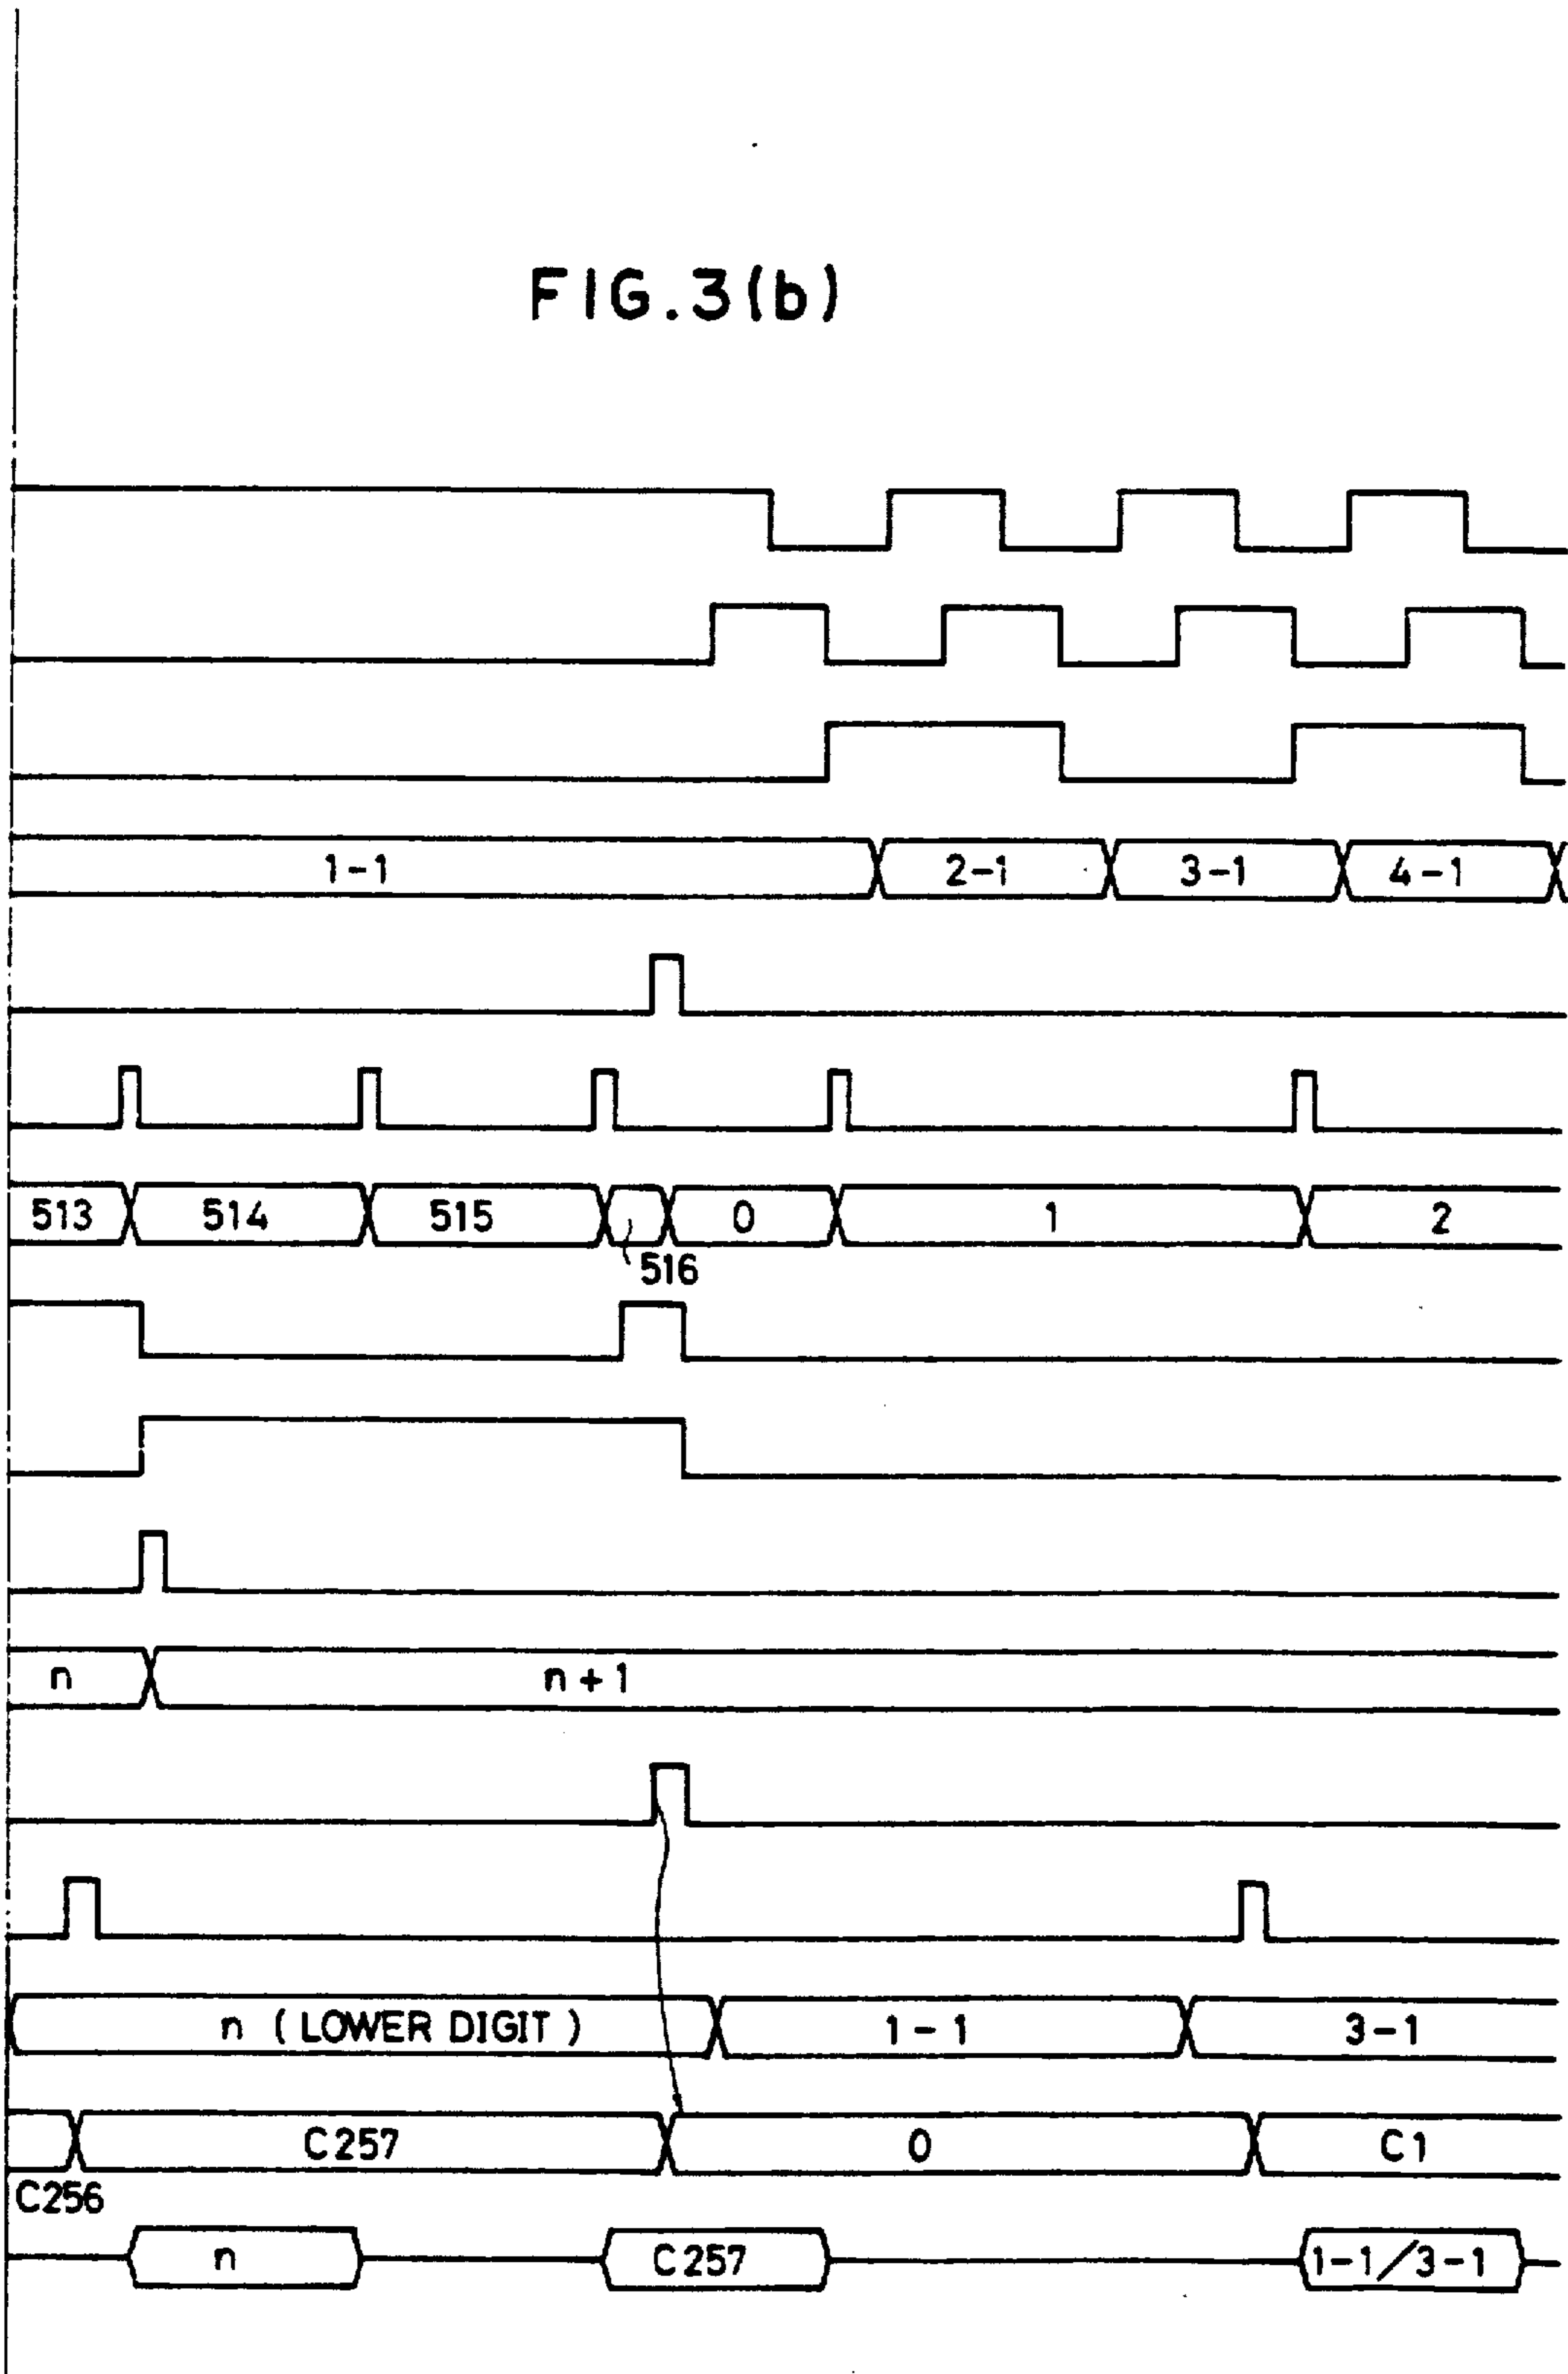 FIG.3(b)
1-1 2-1 3-1 4-1
513 514 515 0 1 2
516
n n+1
n (LOWER DIGIT) 1-1 3-1
C257 0 C1
C256
n C257 1-1/3-1